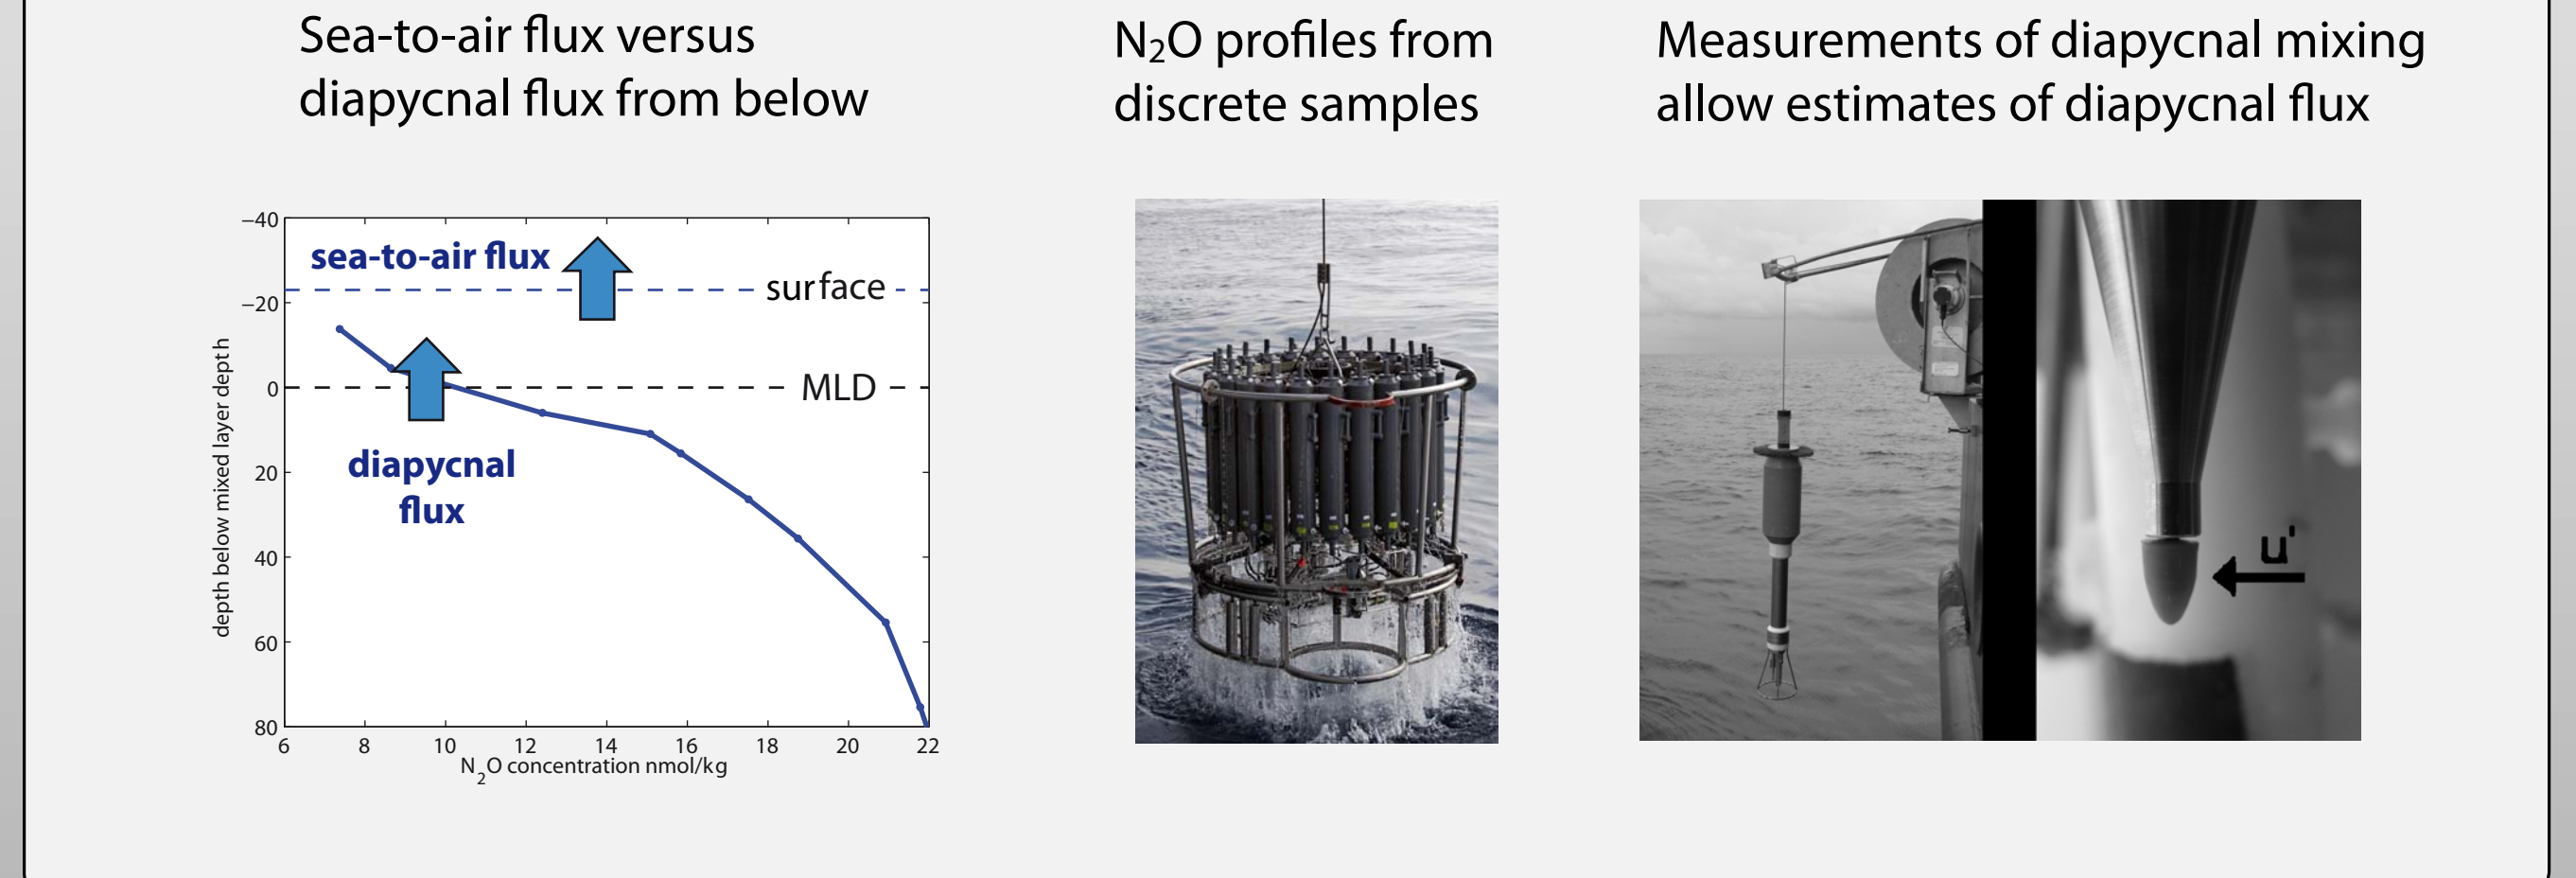 Sea-to-air flux versus
diapycnal flux from below
N₂O profiles from
discrete samples
Measurements of diapycnal mixing
allow estimates of diapycnal flux
−40
−20
0
20
40
60
80
depth below mixed layer depth
sea-to-air flux
surface
MLD
diapycnal
flux
6 8 10 12 14 16 18 20 22
N₂O concentration nmol/kg
u'